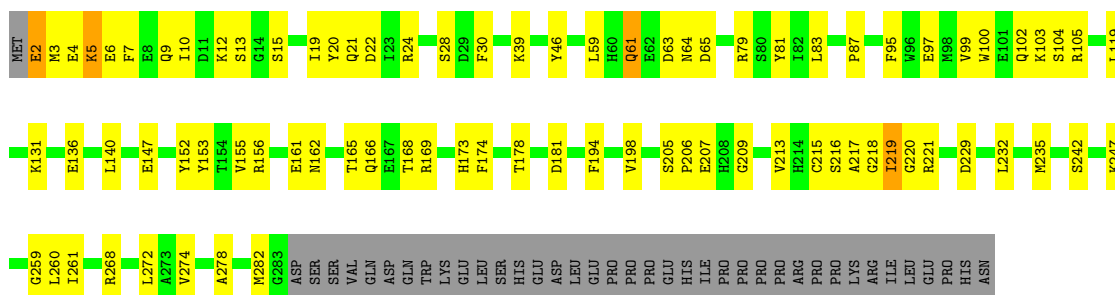 MET E2 M3 E4 K5 E6 F7 E8 Q9 I10 D11 K12 S13 G14 S15 I19 Y20 Q21 D22 I23 R24 S28 D29 F30 K39 Y46 L59 H60 Q61 E62 D63 N64 D65 R79 S80 Y81 I82 L83 P87 F95 W96 E97 M98 V99 W100 E101 Q102 K103 S104 R105 L119
K131 E136 L140 E147 Y152 Y153 T154 V155 R156 E161 N162 T165 Q166 E167 T168 R169 H173 F174 T178 D181 F194 V198 S205 P206 E207 H208 G209 V213 H214 C215 S216 A217 G218 I219 G220 R221 D229 L232 M235 S242 K247
G259 L260 I261 R268 L272 A273 V274 A278 M282 G283 ASP SER SER VAL GLN GLN TRP LYS GLU LEU SER HIS GLU ASP LEU GLU PRO PRO PRO GLU HIS ILE PRO PRO PRO PRO ARG PRO PRO LYS ARG ILE LEU GLU PRO HIS ASN